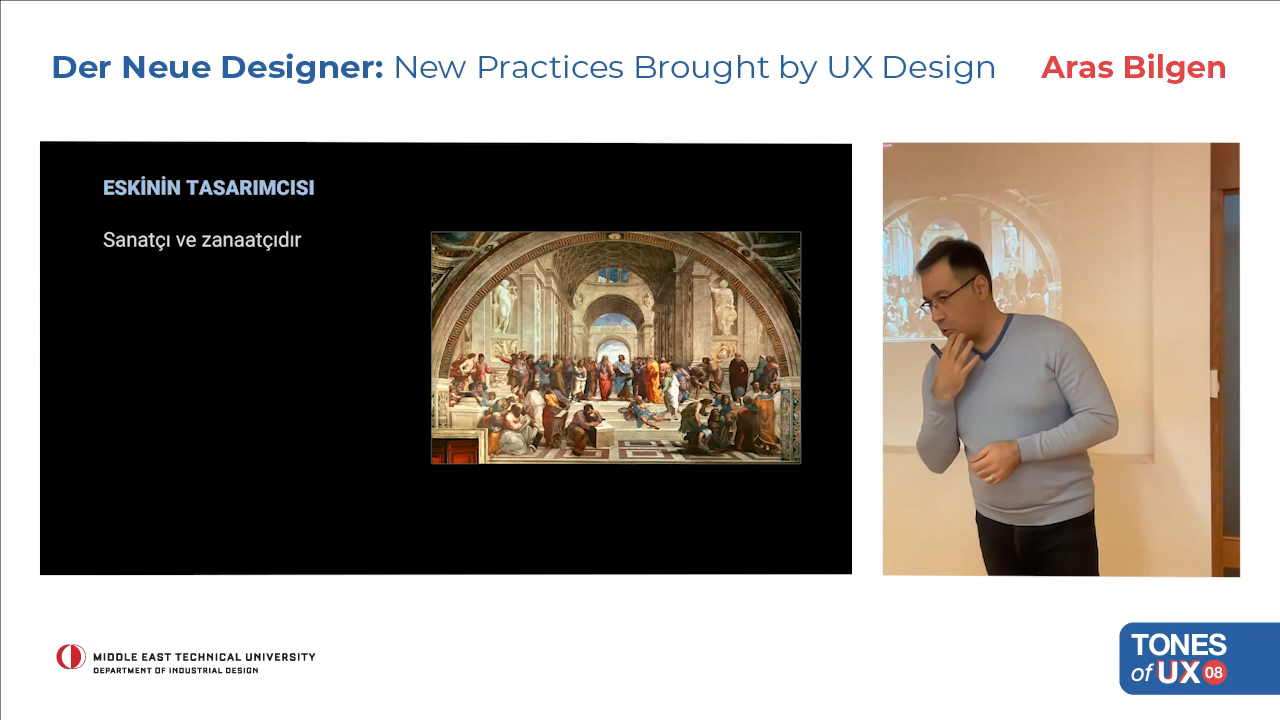 Der Neue Designer: New Practices Brought by UX Design
Aras Bilgen
ESKİNİN TASARIMCISI
Sanatçı ve zanaatçıdır
MIDDLE EAST TECHNICAL UNIVERSITY
DEPARTMENT OF INDUSTRIAL DESIGN
TONES
of UX 08